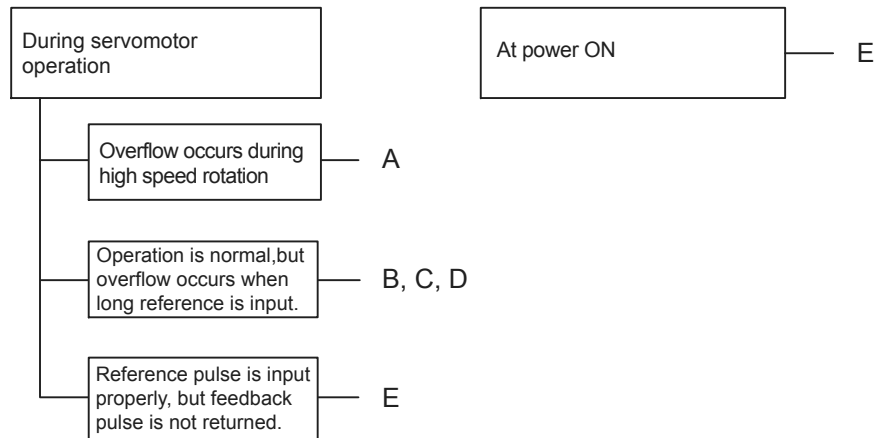 During servomotor
operation
At power ON
E
Overflow occurs during
high speed rotation
A
Operation is normal,but
overflow occurs when
long reference is input.
B, C, D
Reference pulse is input
properly, but feedback
pulse is not returned.
E